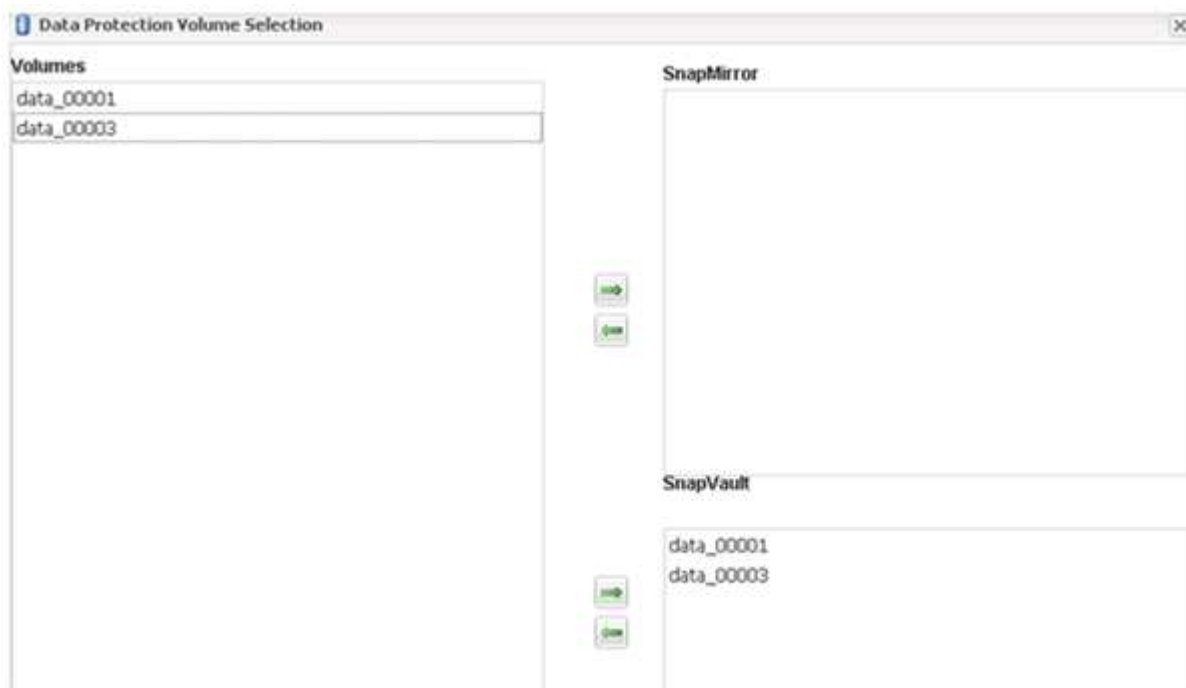 Data Protection Volume Selection
Volumes
data_00001
data_00003
SnapMirror
SnapVault
data_00001
data_00003